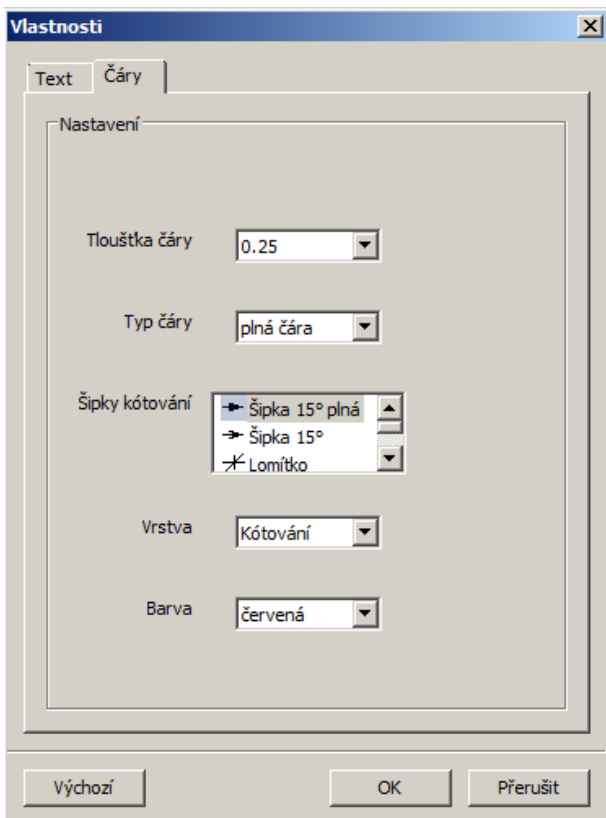 Vlastnosti
Text Čáry
Nastavení
Tloušťka čáry 0.25
Typ čáry plná čára
Šipky kótování Šipka 15° plná
Šipka 15°
Lomítko
Vrstva Kótování
Barva červená
Výchozí OK Přerušit